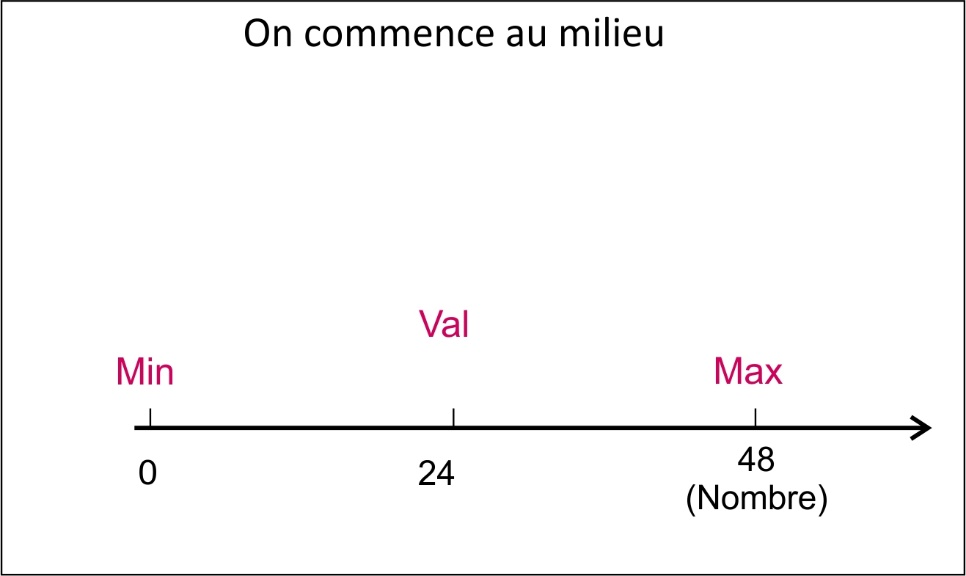 On commence au milieu
Val
Min Max
0 24 48
(Nombre)